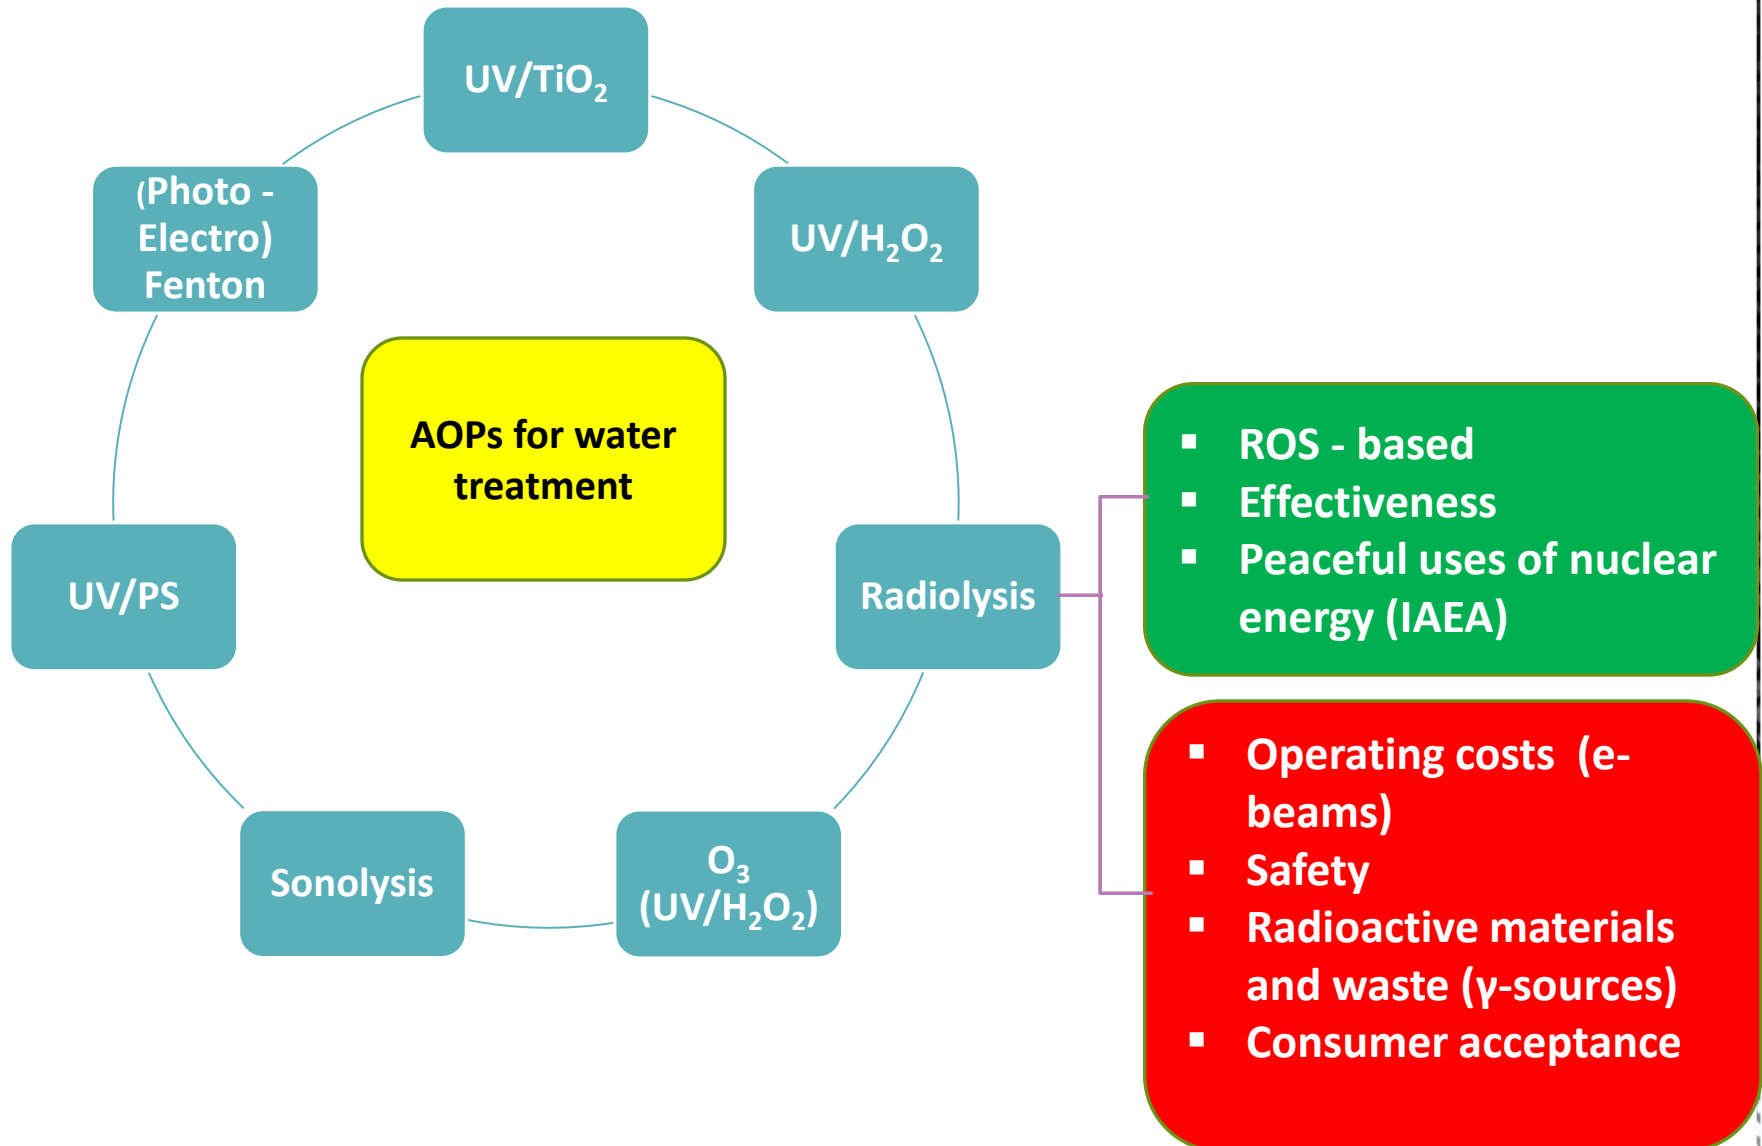 UV/TiO₂
(Photo -
Electro)
Fenton
UV/H₂O₂
AOPs for water
treatment
UV/PS
Radiolysis
Sonolysis
O₃
(UV/H₂O₂)
▪ ROS - based
▪ Effectiveness
▪ Peaceful uses of nuclear
energy (IAEA)
▪ Operating costs (e-
beams)
▪ Safety
▪ Radioactive materials
and waste (γ-sources)
▪ Consumer acceptance